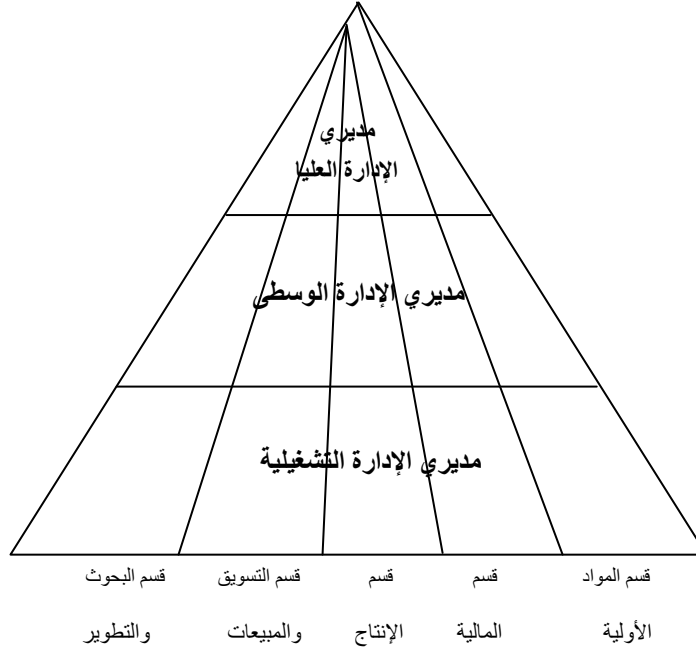 مديري
الإدارة العليا
مديري الإدارة الوسطى
مديري الإدارة التشغيلية
قسم المواد
الأولية
قسم
المالية
قسم
الإنتاج
قسم التسويق
والمبيعات
قسم البحوث
والتطوير